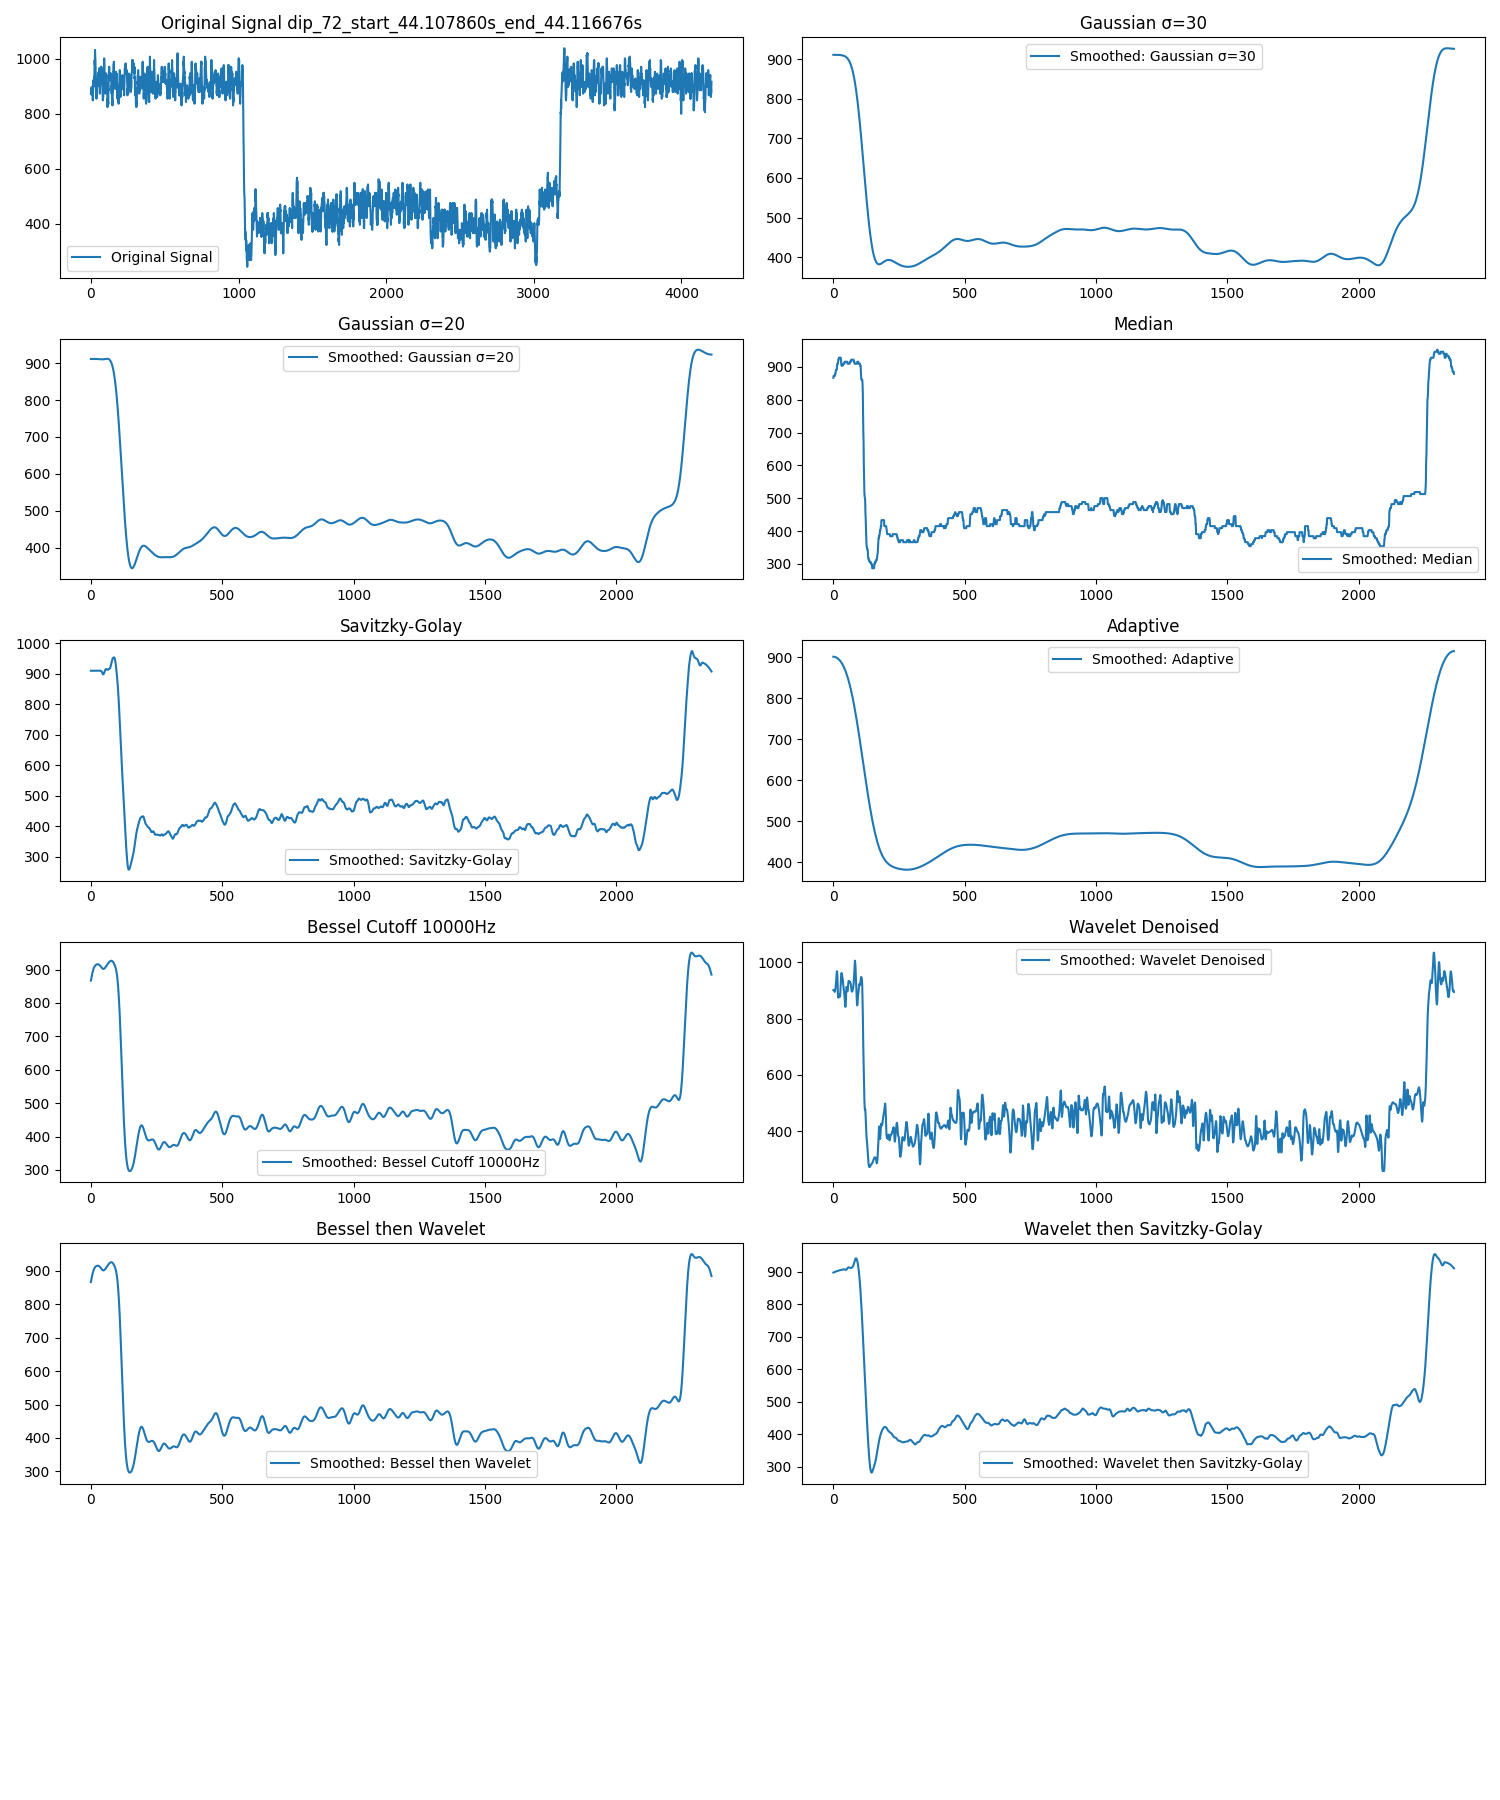 Original Signal dip_72_start_44.107860s_end_44.116676s
1000
800
600
400
Original Signal
0 1000 2000 3000 4000
Gaussian σ=30
900
800
700
600
500
400
Smoothed: Gaussian σ=30
0 500 1000 1500 2000
Gaussian σ=20
900
800
700
600
500
400
Smoothed: Gaussian σ=20
0 500 1000 1500 2000
Median
900
800
700
600
500
400
300
Smoothed: Median
0 500 1000 1500 2000
Savitzky-Golay
1000
900
800
700
600
500
400
300
Smoothed: Savitzky-Golay
0 500 1000 1500 2000
Adaptive
900
800
700
600
500
400
Smoothed: Adaptive
0 500 1000 1500 2000
Bessel Cutoff 10000Hz
900
800
700
600
500
400
300
Smoothed: Bessel Cutoff 10000Hz
0 500 1000 1500 2000
Wavelet Denoised
1000
800
600
400
Smoothed: Wavelet Denoised
0 500 1000 1500 2000
Bessel then Wavelet
900
800
700
600
500
400
300
Smoothed: Bessel then Wavelet
0 500 1000 1500 2000
Wavelet then Savitzky-Golay
900
800
700
600
500
400
300
Smoothed: Wavelet then Savitzky-Golay
0 500 1000 1500 2000